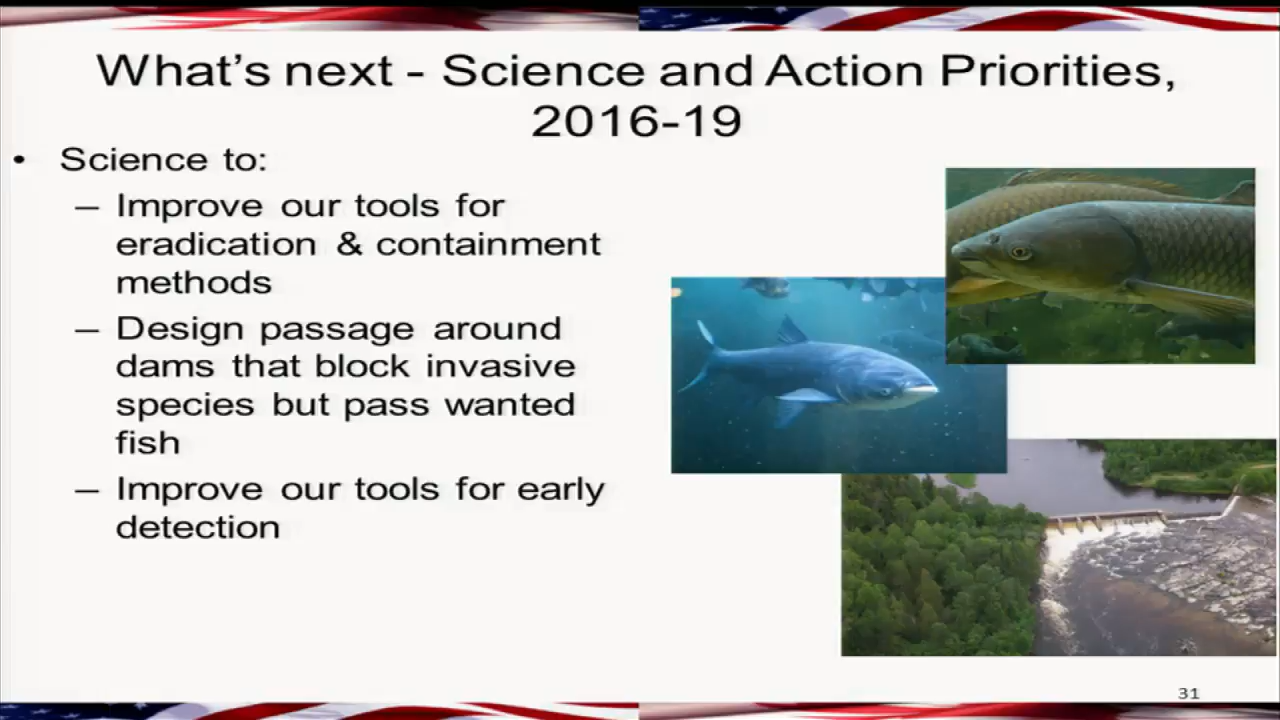 What's next - Science and Action Priorities,
2016-19
• Science to:
– Improve our tools for
eradication & containment
methods
– Design passage around
dams that block invasive
species but pass wanted
fish
– Improve our tools for early
detection
31